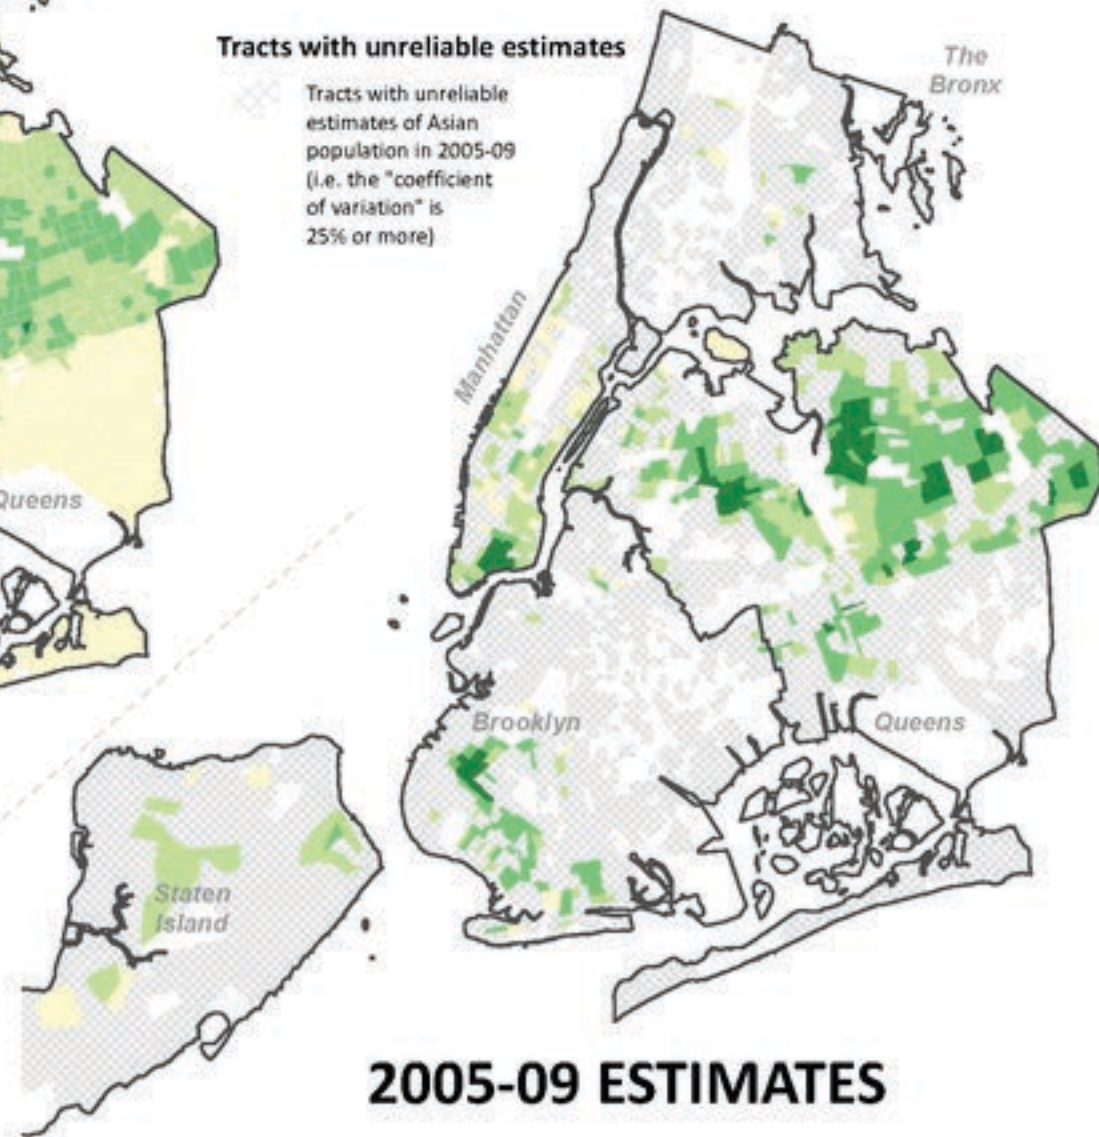 Tracts with unreliable estimates
Tracts with unreliable
estimates of Asian
population in 2005-09
(i.e. the "coefficient
of variation" is
25% or more)
The
Bronx
Manhattan
Queens
Brooklyn
Queens
Staten
Island
2005-09 ESTIMATES